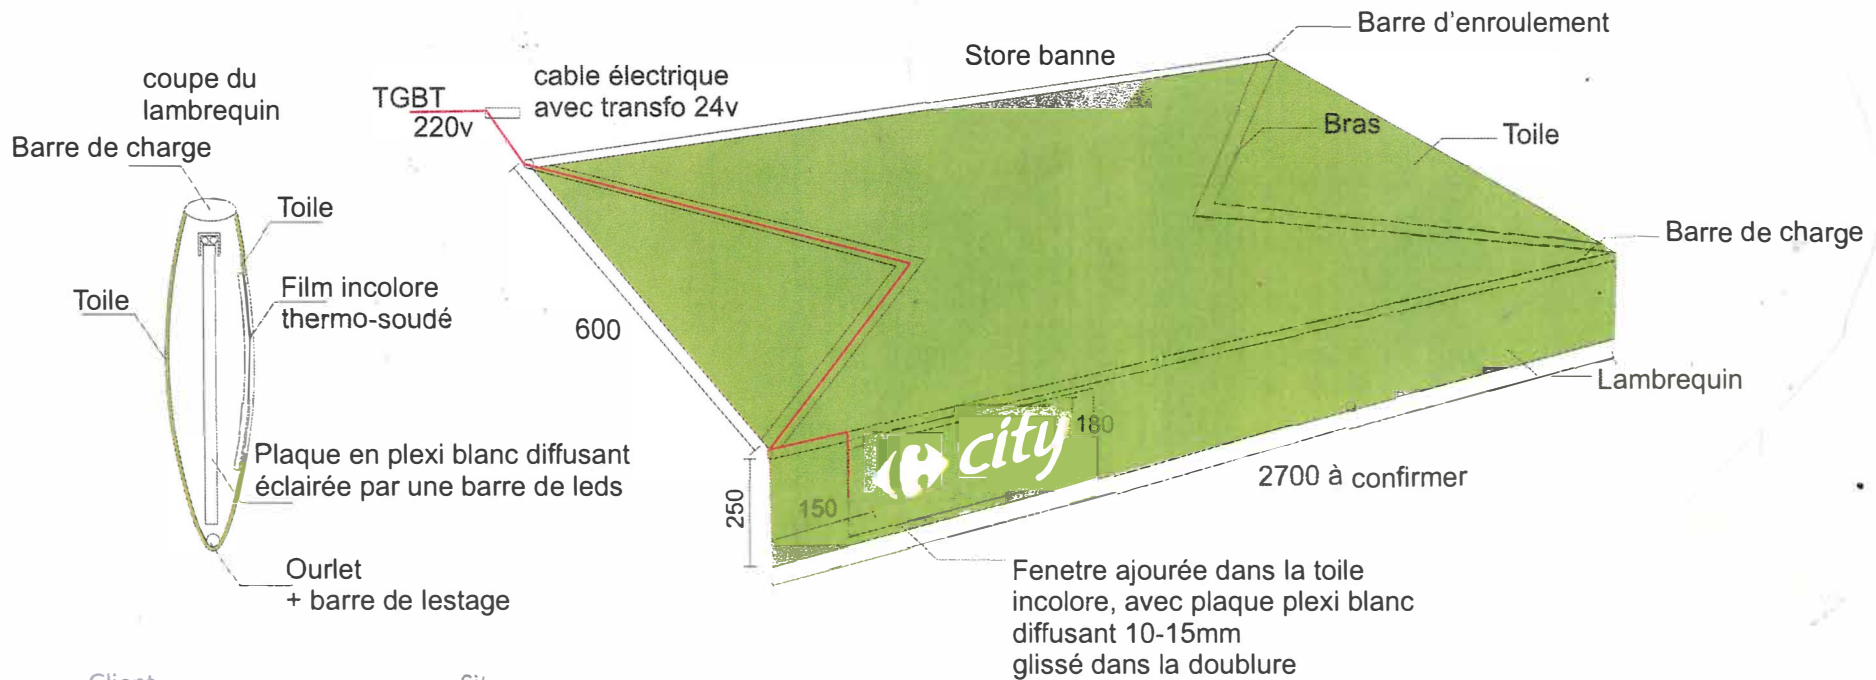 coupe du
lambrequin
Barre de charge
Toile
Toile
Film incolore
thermo-soudé
Plaque en plexi blanc diffusant
éclairée par une barre de leds
Ourlet
+ barre de lestage
TGBT
220v
cable électrique
avec transfo 24v
Store banne
Barre d'enroulement
Bras
Toile
Barre de charge
Lambrequin
600
250
150
180
city
2700 à confirmer
Fenetre ajourée dans la toile
incolore, avec plaque plexi blanc
diffusant 10-15mm
glissé dans la doublure
Client